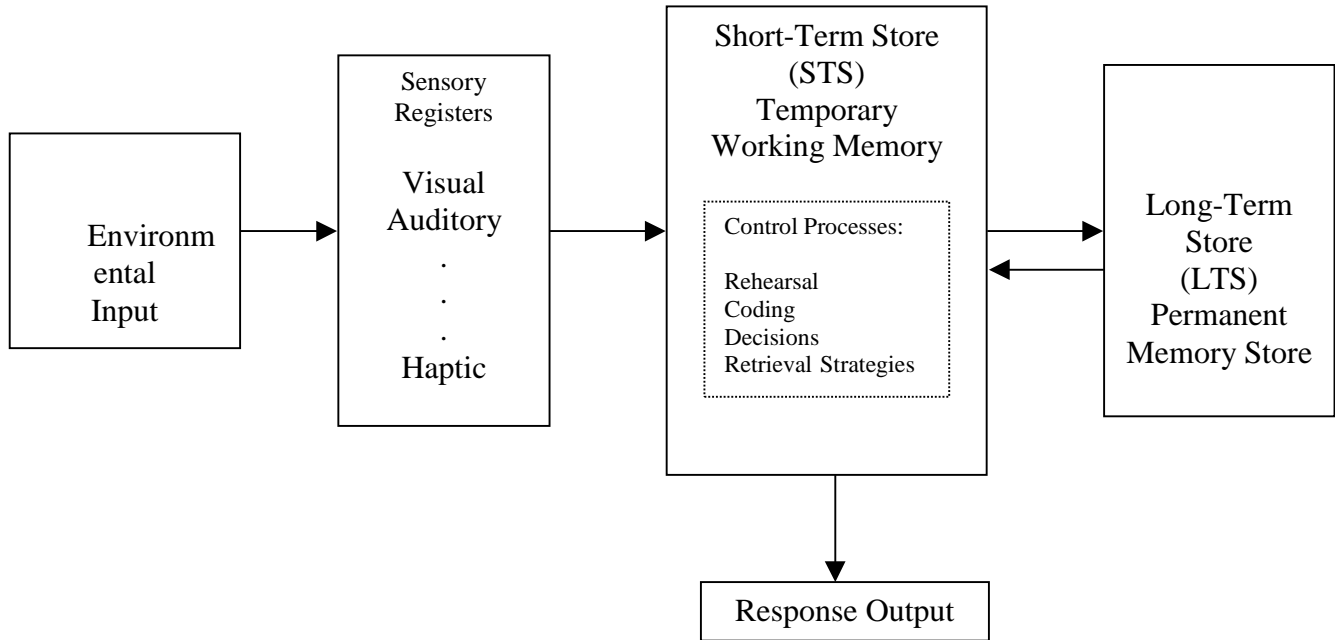 Environm
ental
Input
Sensory
Registers
Visual
Auditory
.
.
.
Haptic
Short-Term Store
(STS)
Temporary
Working Memory
Control Processes:
Rehearsal
Coding
Decisions
Retrieval Strategies
Long-Term
Store
(LTS)
Permanent
Memory Store
Response Output